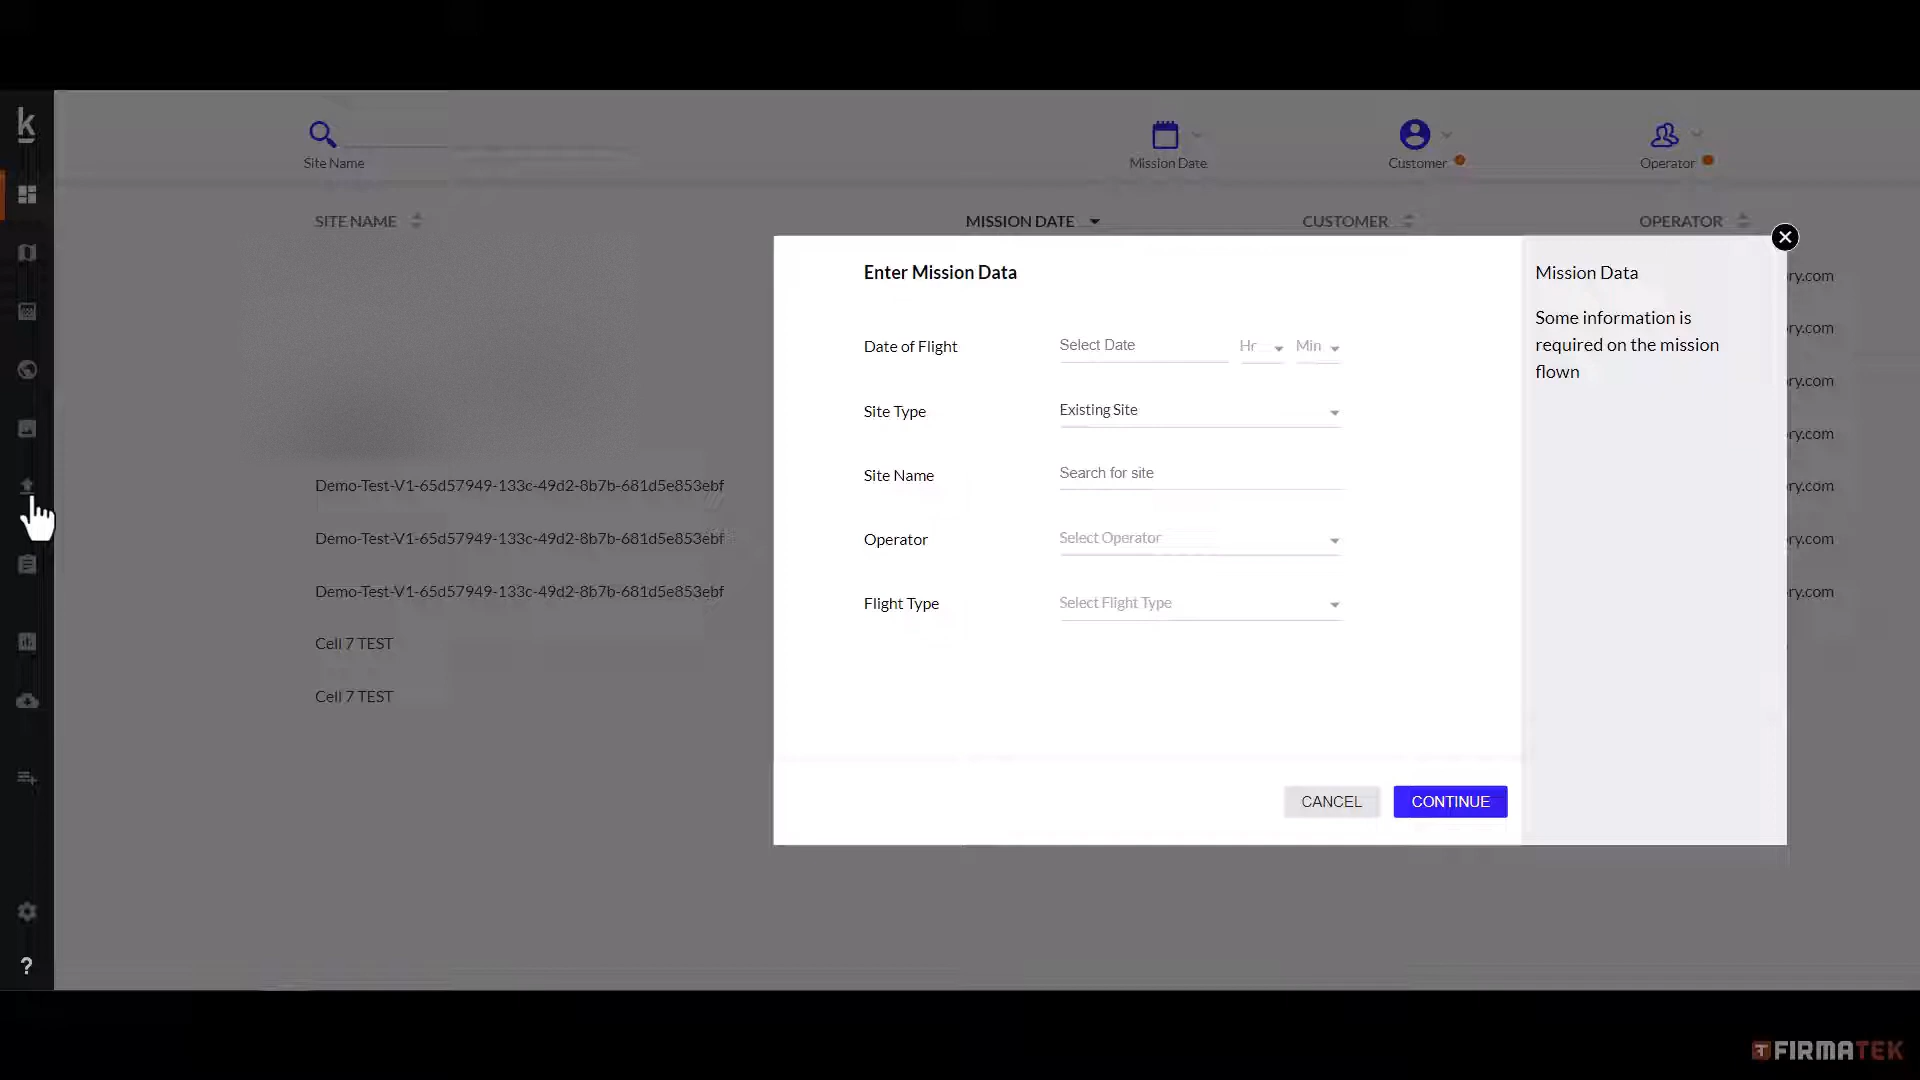 k
Site Name
Mission Date
Customer
Operator
SITE NAME
MISSION DATE
CUSTOMER
OPERATOR
Enter Mission Data
Date of Flight
Select Date
Hr
Min
Site Type
Existing Site
Site Name
Search for site
Operator
Select Operator
Flight Type
Select Flight Type
CANCEL
CONTINUE
Mission Data
Some information is
required on the mission
flown
ry.com
ry.com
ry.com
ry.com
Demo-Test-V1-65d57949-133c-49d2-8b7b-681d5e853ebf
ry.com
Demo-Test-V1-65d57949-133c-49d2-8b7b-681d5e853ebf
ry.com
Demo-Test-V1-65d57949-133c-49d2-8b7b-681d5e853ebf
ry.com
Cell 7 TEST
Cell 7 TEST
?
FIRMATEK